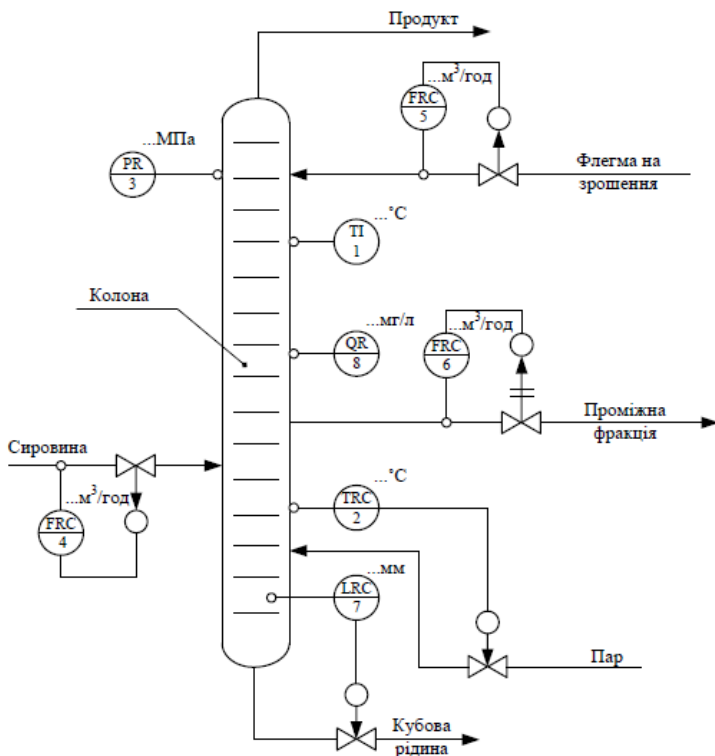 Продукт
...м³/год
FRC
5
...МПа
PR
3
Флегма на
зрошення
...°С
TI
1
Колона
...мг/л
QR
8
...м³/год
FRC
6
Проміжна
фракція
Сировина
...м³/год
FRC
4
...°С
TRC
2
...мм
LRC
7
Пар
Кубова
рідина